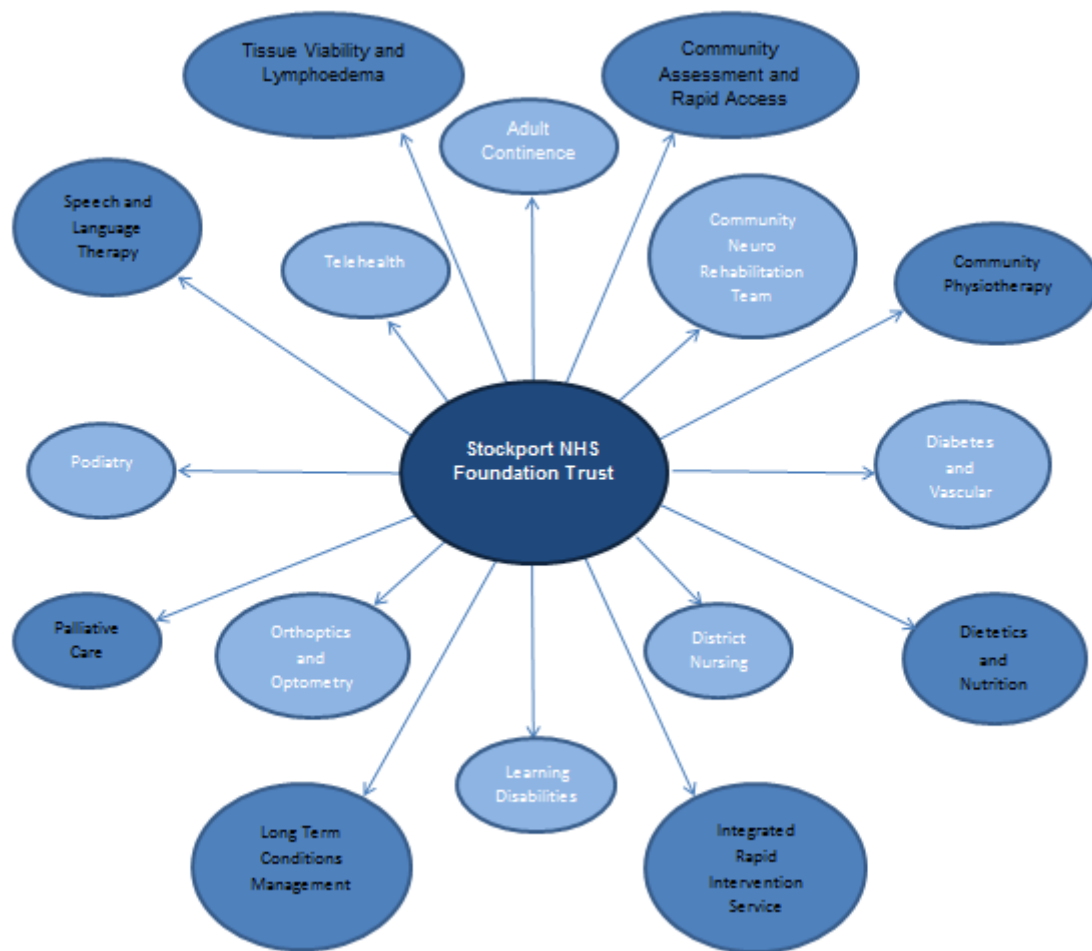 Tissue Viability and
Lymphoedema
Community
Assessment and
Rapid Access
Adult
Continence
Speech and
Language
Therapy
Telehealth
Community
Neuro
Rehabilitation
Team
Community
Physiotherapy
Stockport NHS
Foundation Trust
Podiatry
Diabetes
and
Vascular
Palliative
Care
Orthoptics
and
Optometry
District
Nursing
Dietetics
and
Nutrition
Learning
Disabilities
Long Term
Conditions
Management
Integrated
Rapid
Intervention
Service